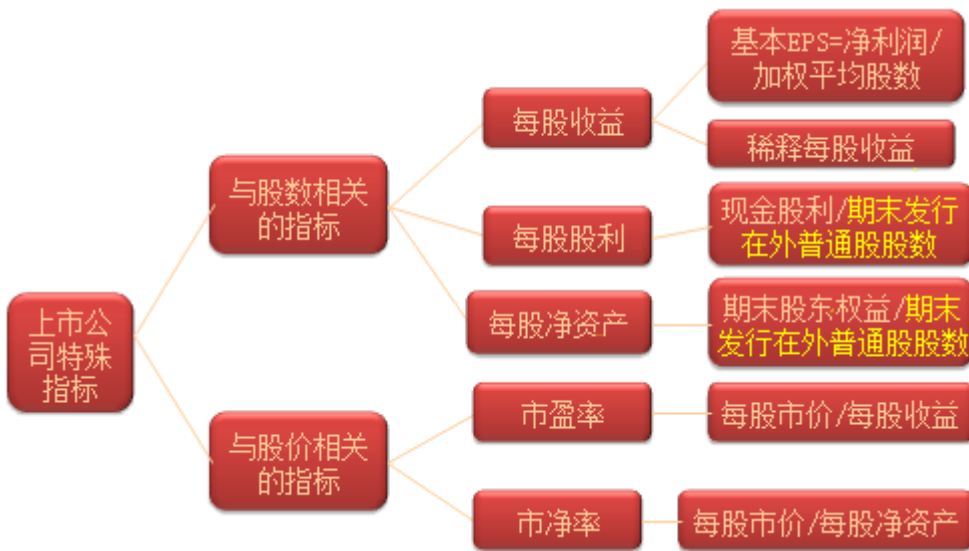 上市公
司特殊
指标
与股数相关
的指标
每股收益
基本EPS=净利润/
加权平均股数
稀释每股收益
每股股利
现金股利/期末发行
在外普通股股数
每股净资产
期末股东权益/期末
发行在外普通股股数
与股价相关
的指标
市盈率
每股市价/每股收益
市净率
每股市价/每股净资产